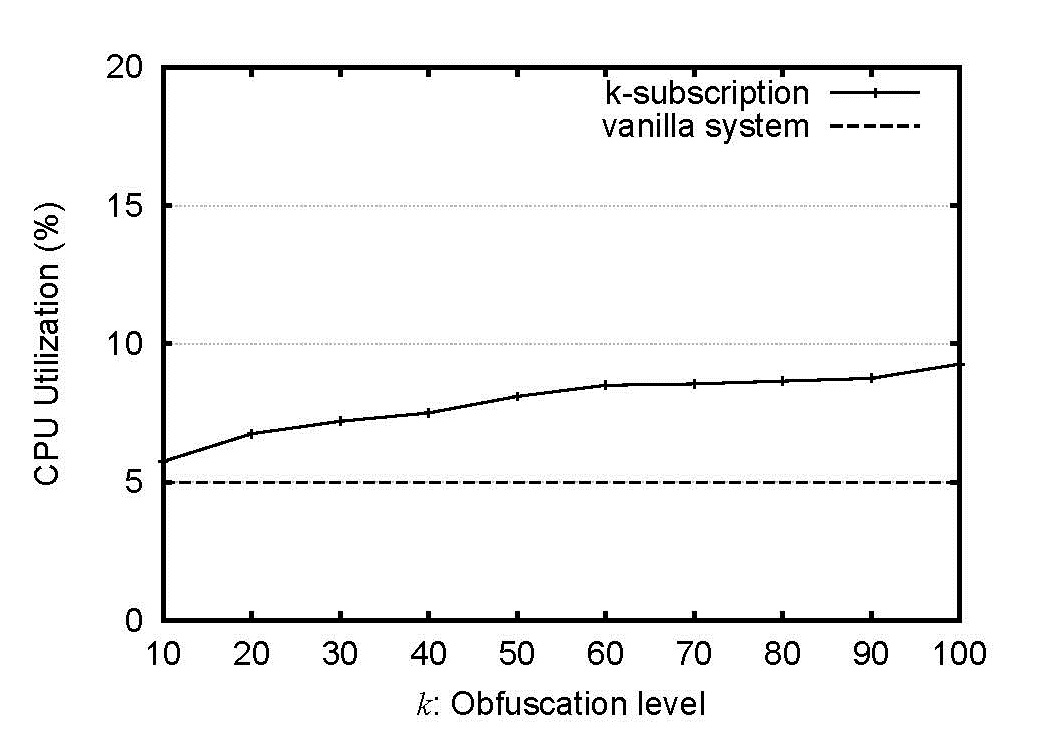 20
k-subscription
vanilla system
15
10
5
0
CPU Utilization (%)
10 20 30 40 50 60 70 80 90 100
k: Obfuscation level